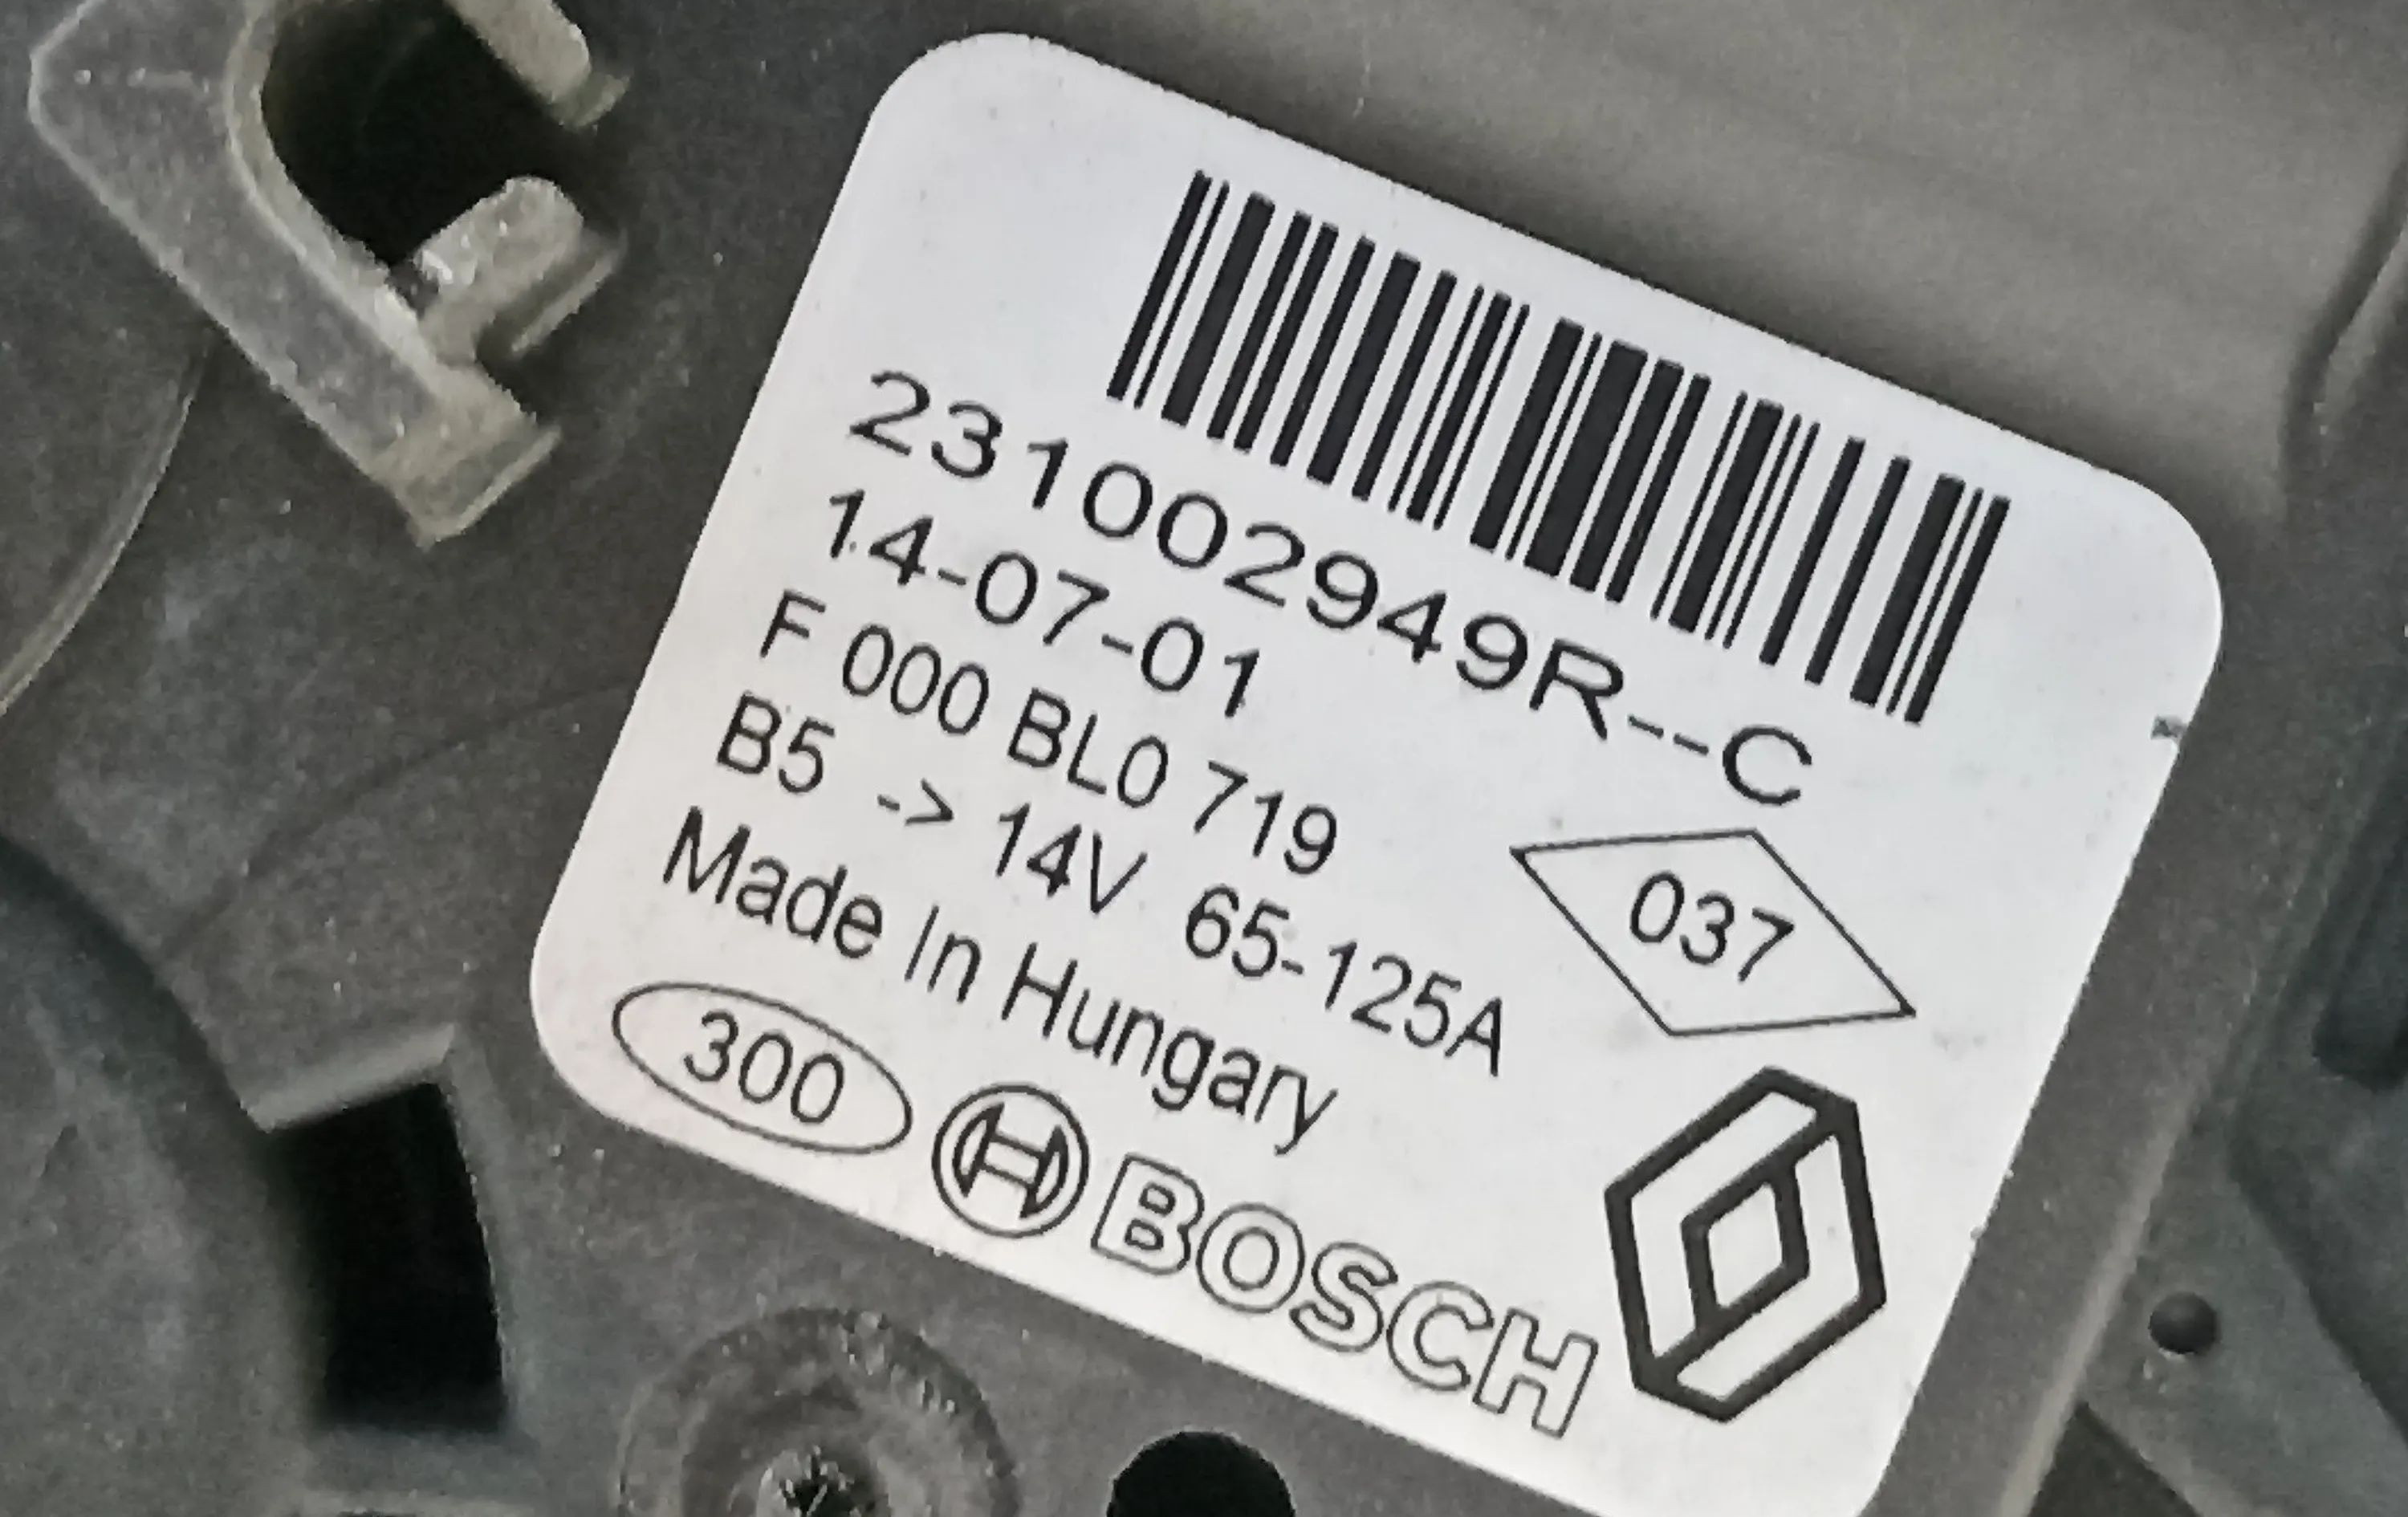 231002949R--C
14-07-01
F 000 BL0 719
B5 -> 14V 65-125A
037
Made In Hungary
300
BOSCH